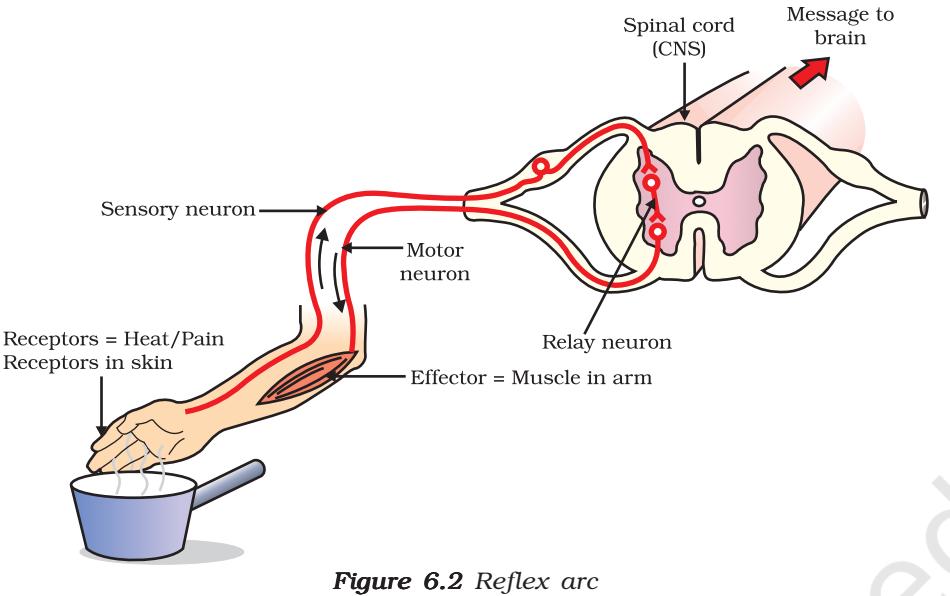 Message to
brain
Spinal cord
(CNS)
Sensory neuron
Motor
neuron
Relay neuron
Receptors = Heat/Pain
Receptors in skin
Effector = Muscle in arm
Figure 6.2 Reflex arc